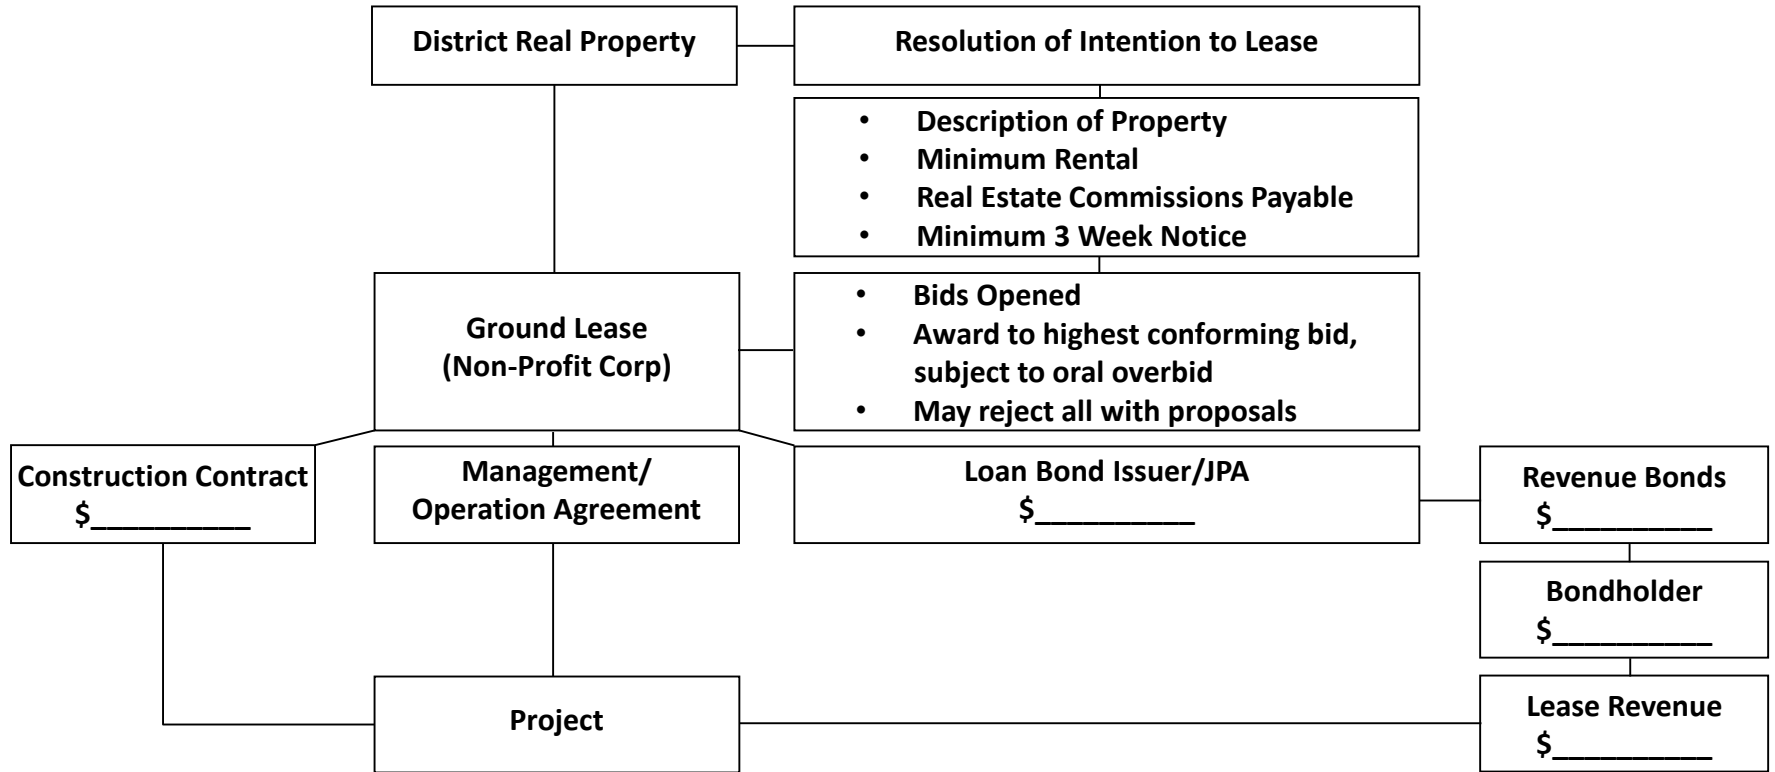 District Real Property
Resolution of Intention to Lease
• Description of Property
• Minimum Rental
• Real Estate Commissions Payable
• Minimum 3 Week Notice
Ground Lease
(Non-Profit Corp)
• Bids Opened
• Award to highest conforming bid,
subject to oral overbid
• May reject all with proposals
Construction Contract
$__________
Management/
Operation Agreement
Loan Bond Issuer/JPA
$__________
Revenue Bonds
$__________
Bondholder
$__________
Project
Lease Revenue
$__________